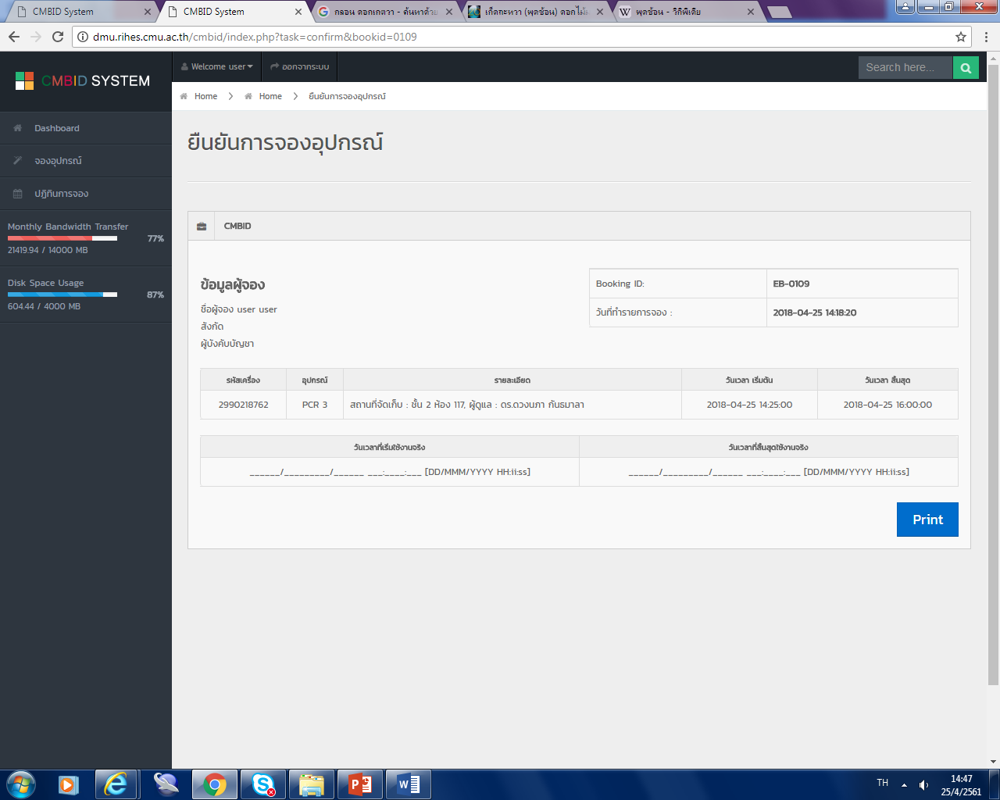 CMBID System
CMBID System
กลอน ดอกเกตวา - ค้นหาด้วย
เก็ดถะหวา (พุดซ้อน) ดอกไม้
พุดซ้อน - วิกิพีเดีย
dmu.rihes.cmu.ac.th/cmbid/index.php?task=confirm&bookid=0109
CMBID SYSTEM
Welcome user
ออกจากระบบ
Search here...
Home
Home
ยืนยันการจองอุปกรณ์
Dashboard
จองอุปกรณ์
ปฏิทินการจอง
Monthly Bandwidth Transfer
77%
21419.94 / 14000 MB
Disk Space Usage
87%
604.44 / 4000 MB
ยืนยันการจองอุปกรณ์
CMBID
ข้อมูลผู้จอง
ชื่อผู้จอง user user
สังกัด
ผู้บังคับบัญชา
Booking ID: EB-0109
วันที่ทำรายการจอง : 2018-04-25 14:18:20
รหัสเครื่อง อุปกรณ์ รายละเอียด วันเวลา เริ่มต้น วันเวลา สิ้นสุด
2990218762 PCR 3 สถานที่จัดเก็บ : ชั้น 2 ห้อง 117, ผู้ดูแล : ดร.ดวงนภา กันธมาลา 2018-04-25 14:25:00 2018-04-25 16:00:00
วันเวลาที่เริ่มใช้งานจริง วันเวลาที่สิ้นสุดใช้งานจริง
______/_________/______ ___:____:___ [DD/MMM/YYYY HH:ii:ss] ______/_________/______ ___:____:___ [DD/MMM/YYYY HH:ii:ss]
Print
TH
14:47
25/4/2561